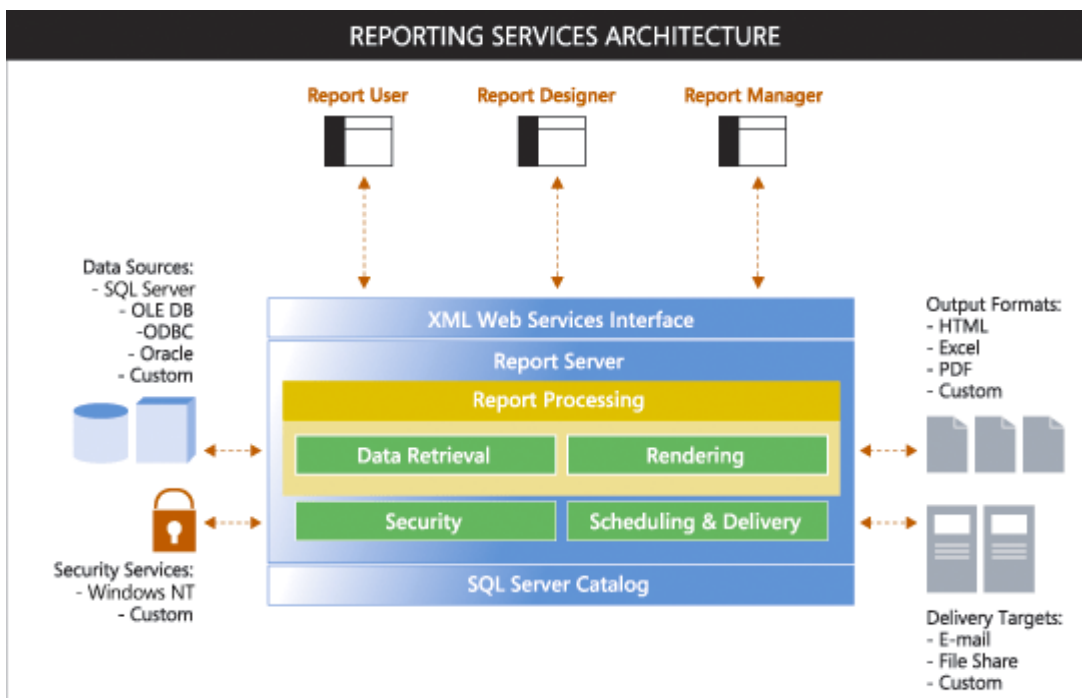 REPORTING SERVICES ARCHITECTURE
Report User
Report Designer
Report Manager
Data Sources:
- SQL Server
- OLE DB
-ODBC
- Oracle
- Custom
XML Web Services Interface
Report Server
Report Processing
Data Retrieval
Rendering
Security
Scheduling & Delivery
SQL Server Catalog
Output Formats:
- HTML
- Excel
- PDF
- Custom
Security Services:
- Windows NT
- Custom
Delivery Targets:
- E-mail
- File Share
- Custom